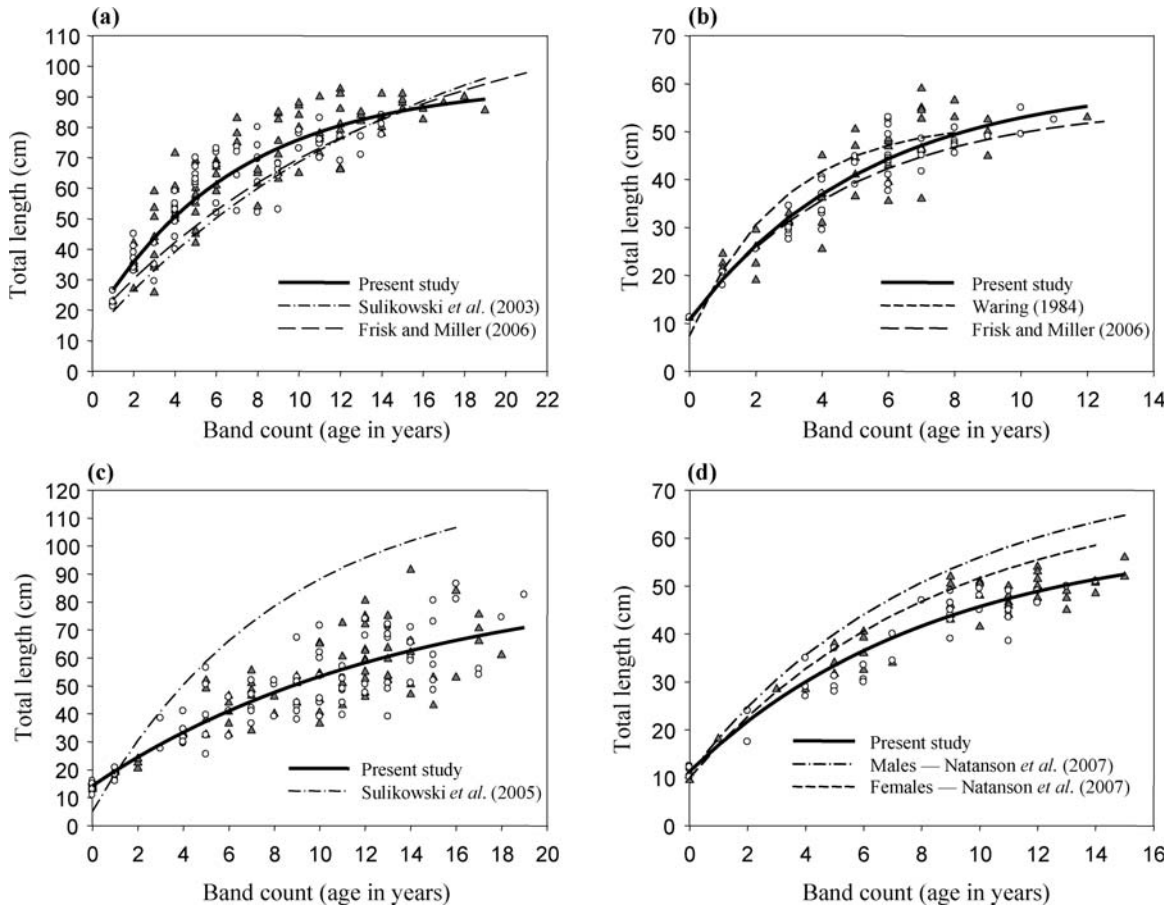 (a)
110
100
90
80
70
60
50
40
30
20
10
0
Total length (cm)
Present study
Sulikowski et al. (2003)
Frisk and Miller (2006)
0 2 4 6 8 10 12 14 16 18 20 22
Band count (age in years)
(b)
70
60
50
40
30
20
10
0
Total length (cm)
Present study
Waring (1984)
Frisk and Miller (2006)
0 2 4 6 8 10 12 14
Band count (age in years)
(c)
120
110
100
90
80
70
60
50
40
30
20
10
0
Total length (cm)
Present study
Sulikowski et al. (2005)
0 2 4 6 8 10 12 14 16 18 20
Band count (age in years)
(d)
70
60
50
40
30
20
10
0
Total length (cm)
Present study
Males — Natanson et al. (2007)
Females — Natanson et al. (2007)
0 2 4 6 8 10 12 14 16
Band count (age in years)